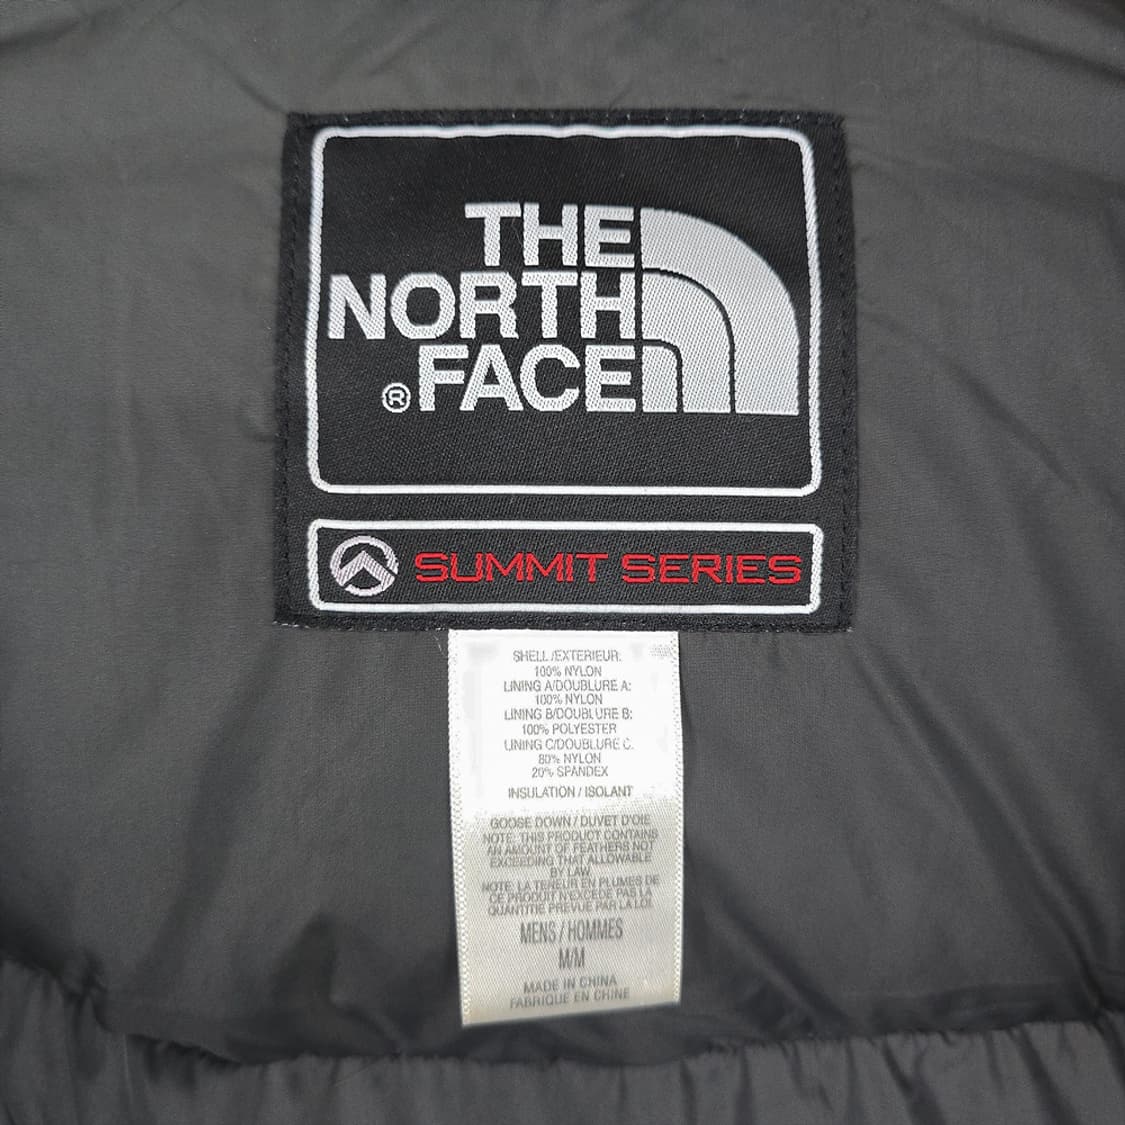 THE
NORTH
® FACE
SUMMIT SERIES
SHELL/EXTERIEUR:
100% NYLON
LINING A/DOUBLURE A:
100% NYLON
LINING B/DOUBLURE B:
100% POLYESTER
LINING C/DOUBLURE C:
80% NYLON
20% SPANDEX
INSULATION / ISOLANT
GOOSE DOWN / DUVET D'OIE
NOTE: THIS PRODUCT CONTAINS
AN AMOUNT OF FEATHERS NOT
EXCEEDING THAT ALLOWABLE
BY LAW.
NOTE: LA TENEUR EN PLUMES DE
CE PRODUIT N'EXCEDE PAS LA
QUANTITIE PREVUE PAR LA LOI.
MENS / HOMMES
M/M
MADE IN CHINA
FABRIQUE EN CHINE